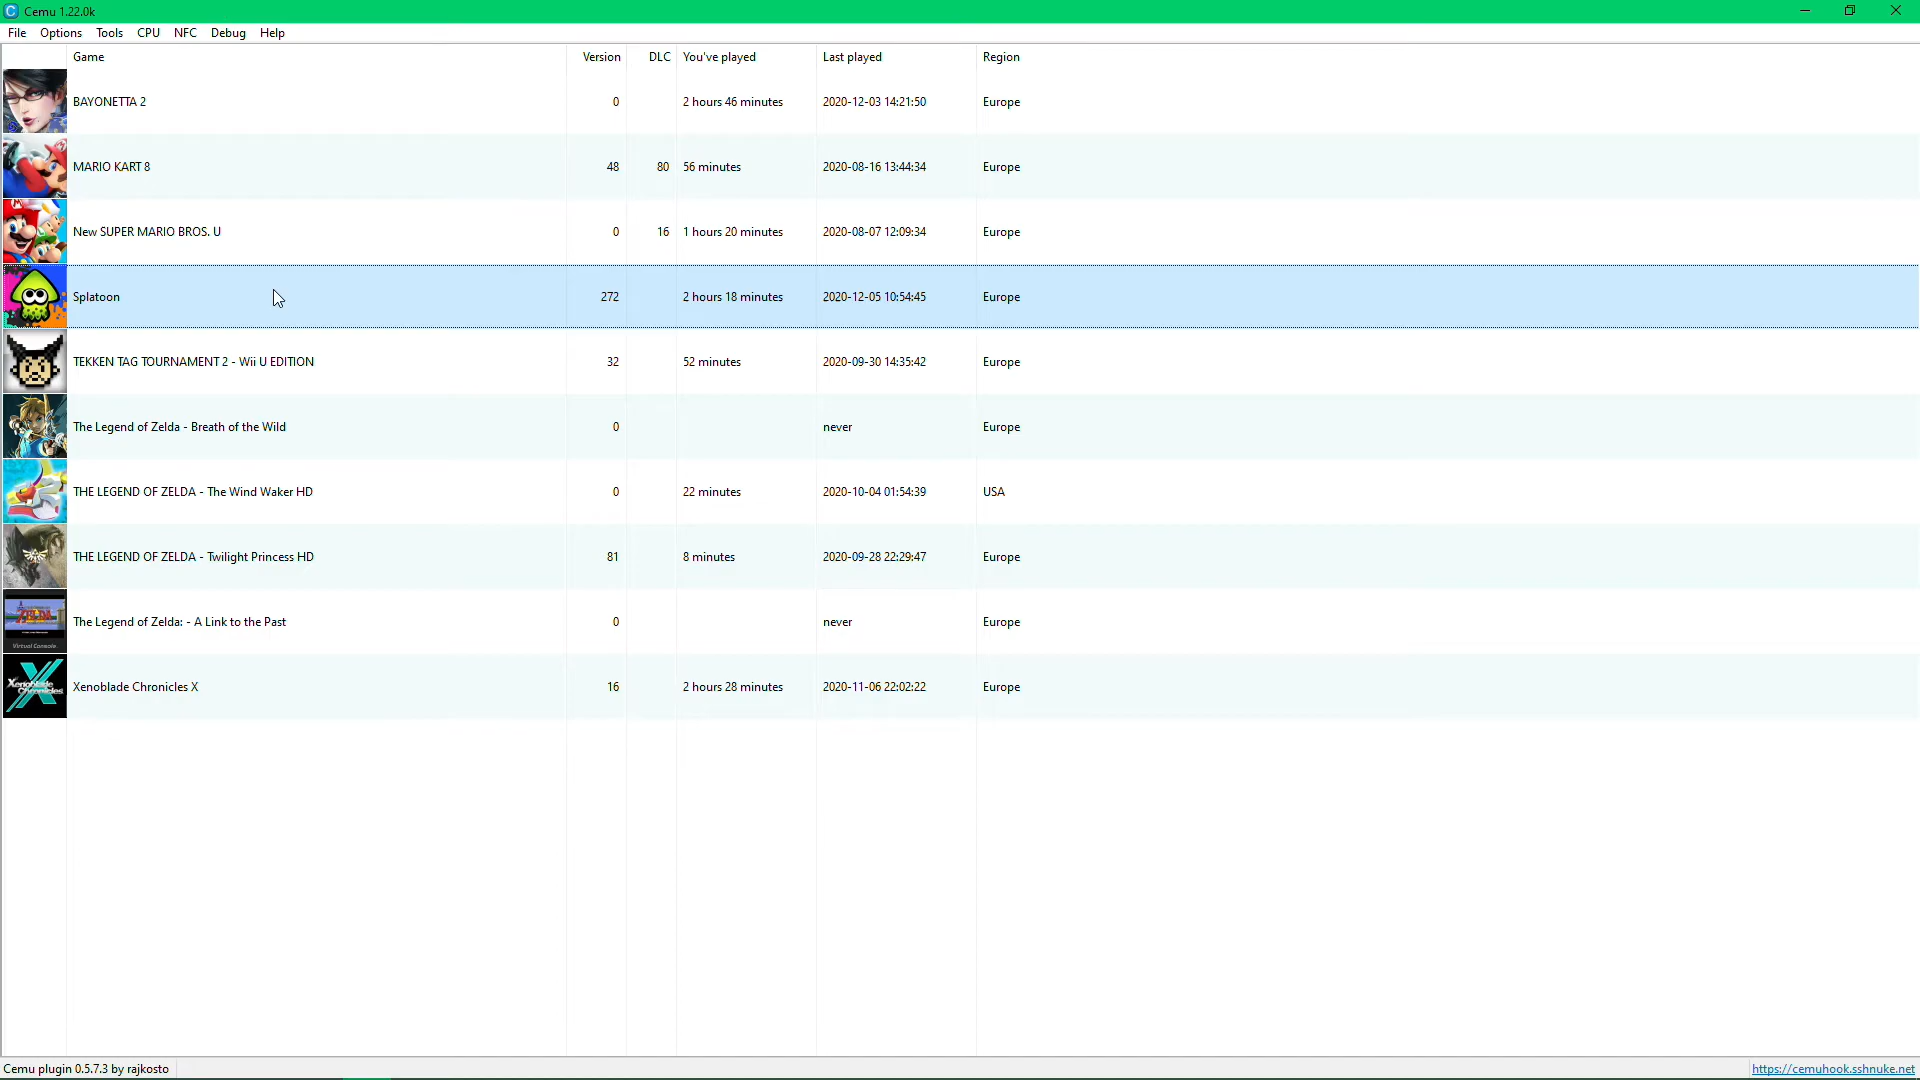 Cemu 1.22.0k
File Options Tools CPU NFC Debug Help
Game Version DLC You've played Last played Region
BAYONETTA 2 0 2 hours 46 minutes 2020-12-03 14:21:50 Europe
MARIO KART 8 48 80 56 minutes 2020-08-16 13:44:34 Europe
New SUPER MARIO BROS. U 0 16 1 hours 20 minutes 2020-08-07 12:09:34 Europe
Splatoon 272 2 hours 18 minutes 2020-12-05 10:54:45 Europe
TEKKEN TAG TOURNAMENT 2 - Wii U EDITION 32 52 minutes 2020-09-30 14:35:42 Europe
The Legend of Zelda - Breath of the Wild 0 never Europe
THE LEGEND OF ZELDA - The Wind Waker HD 0 22 minutes 2020-10-04 01:54:39 USA
THE LEGEND OF ZELDA - Twilight Princess HD 81 8 minutes 2020-09-28 22:29:47 Europe
ZELDA
Virtual Console
The Legend of Zelda: - A Link to the Past 0 never Europe
Xenoblade
Chronicles
Xenoblade Chronicles X 16 2 hours 28 minutes 2020-11-06 22:02:22 Europe
Cemu plugin 0.5.7.3 by rajkosto https://cemuhook.sshnuke.net